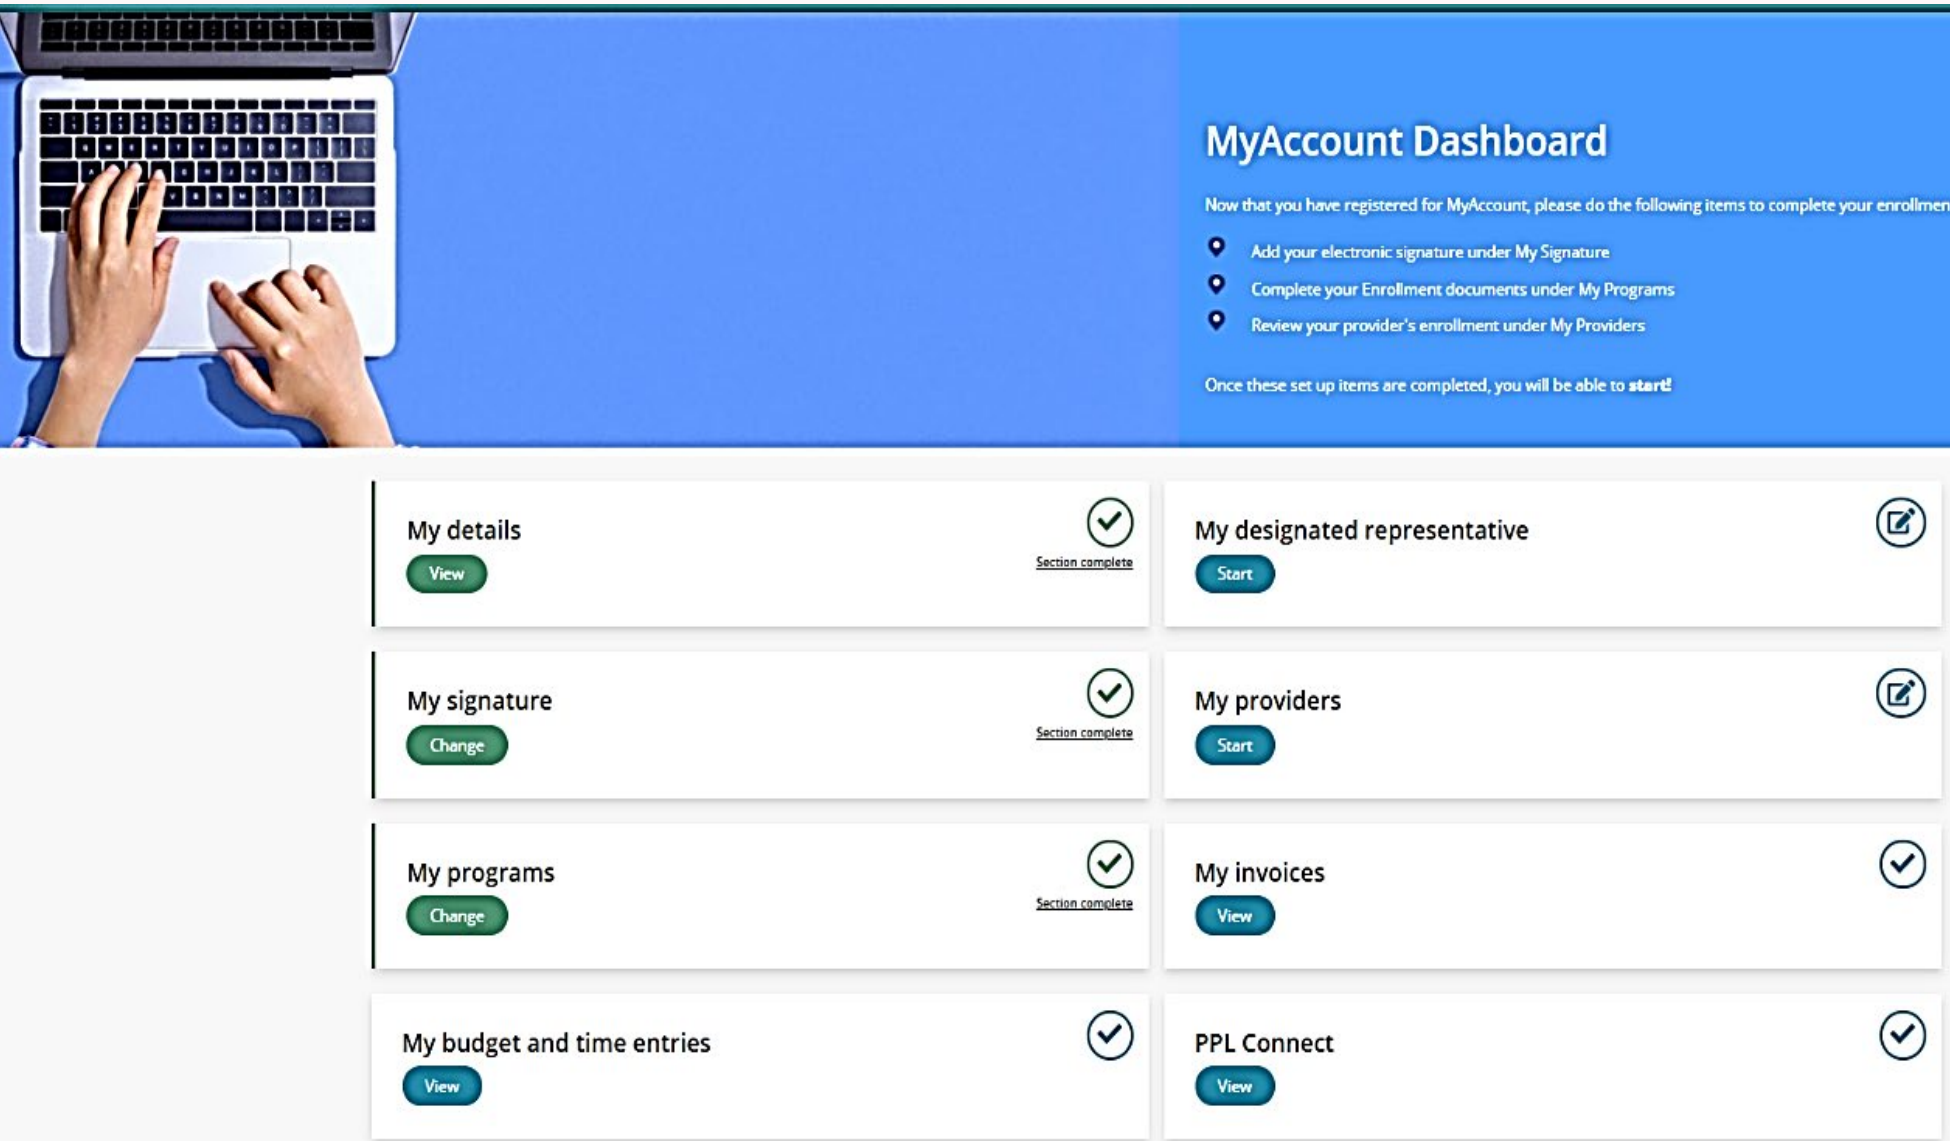 MyAccount Dashboard
Now that you have registered for MyAccount, please do the following items to complete your enrollmen
Add your electronic signature under My Signature
Complete your Enrollment documents under My Programs
Review your provider's enrollment under My Providers
Once these set up items are completed, you will be able to start!
My details
View
Section complete
My designated representative
Start
My signature
Change
Section complete
My providers
Start
My programs
Change
Section complete
My invoices
View
My budget and time entries
View
PPL Connect
View